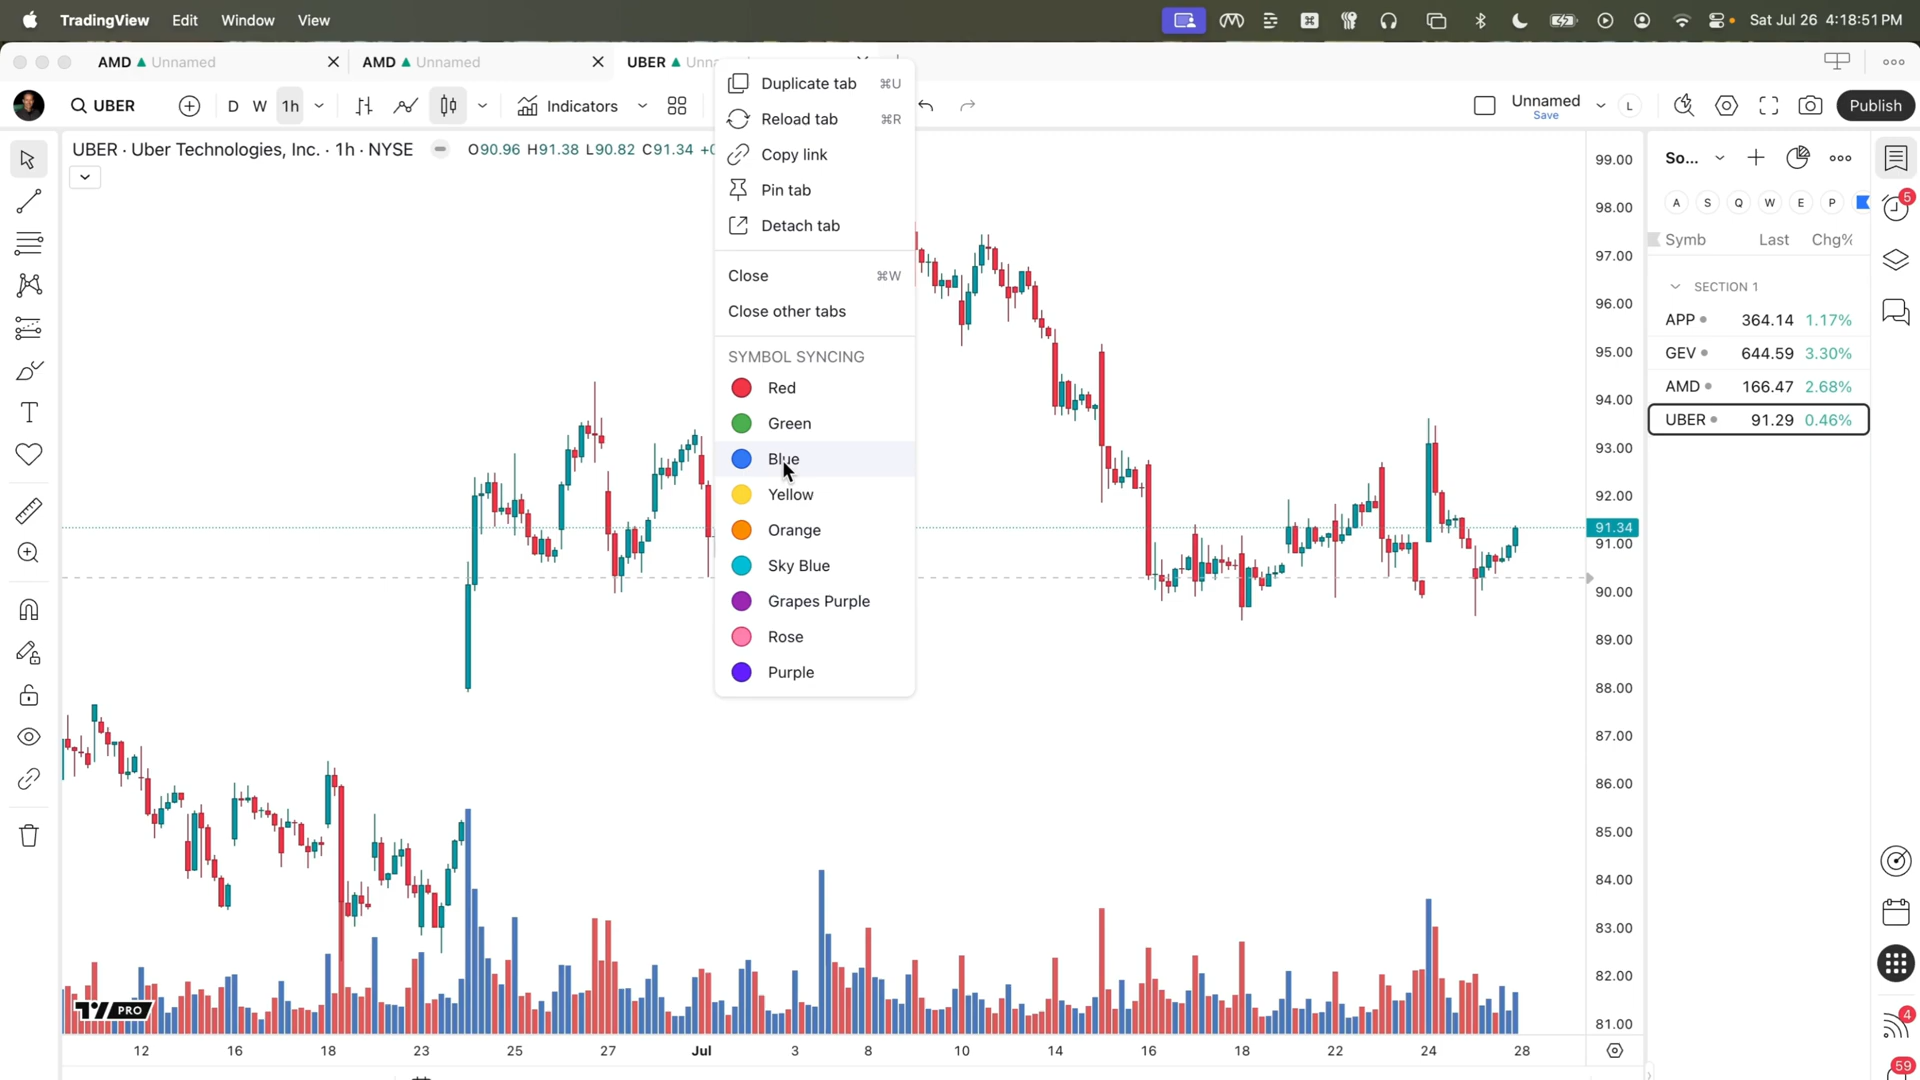 TradingView Edit Window View
Sat Jul 26 4:18:51 PM
AMD Unnamed
AMD Unnamed
UBER
UBER
D W 1h
Indicators
Unnamed
Save
L
Publish
UBER · Uber Technologies, Inc. · 1h · NYSE
O90.96 H91.38 L90.82 C91.34
Duplicate tab ⌘U
Reload tab ⌘R
Copy link
Pin tab
Detach tab
Close ⌘W
Close other tabs
SYMBOL SYNCING
Red
Green
Blue
Yellow
Orange
Sky Blue
Grapes Purple
Rose
Purple
99.00
98.00
97.00
96.00
95.00
94.00
93.00
92.00
91.34
91.00
90.00
89.00
88.00
87.00
86.00
85.00
84.00
83.00
82.00
81.00
So...
A S Q W E P
5
Symb Last Chg%
SECTION 1
APP 364.14 1.17%
GEV 644.59 3.30%
AMD 166.47 2.68%
UBER 91.29 0.46%
4
59
PRO
12 16 18 23 25 27 Jul 3 8 10 14 16 18 22 24 28